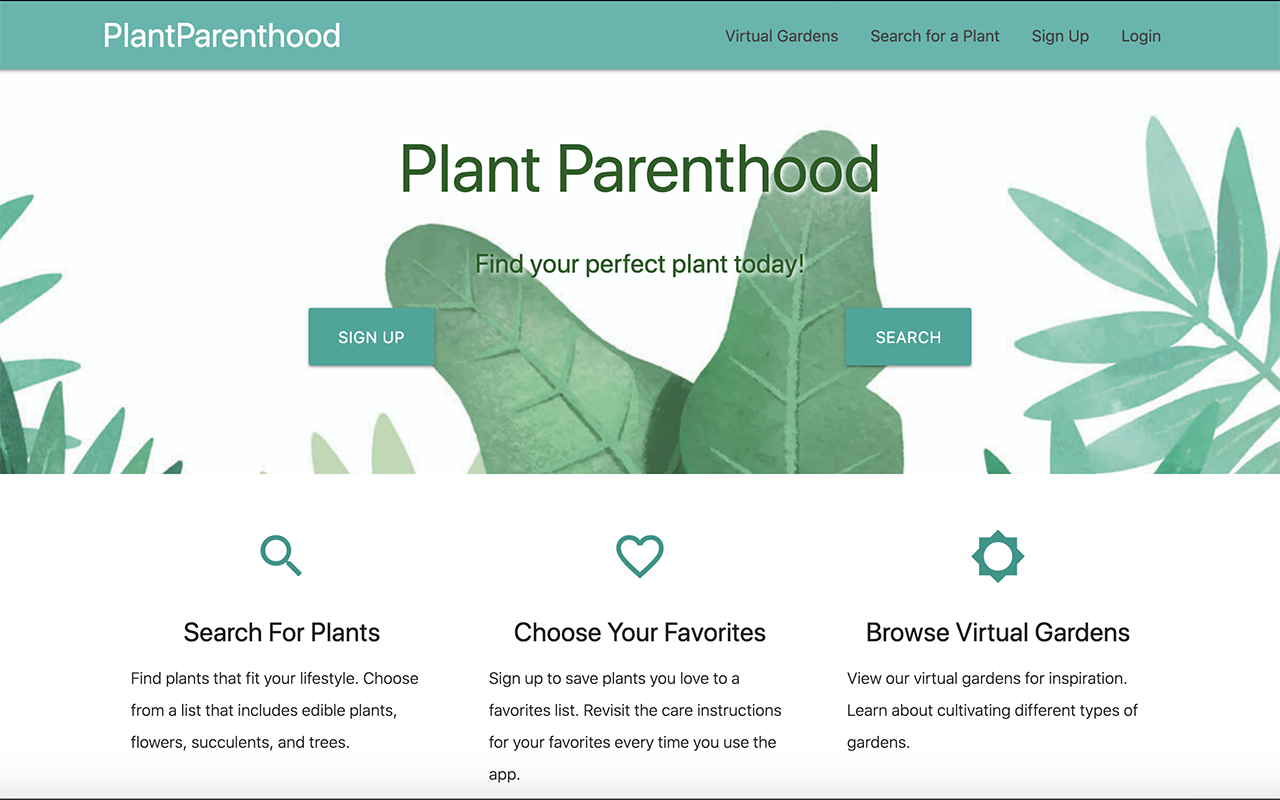 PlantParenthood
Virtual Gardens
Search for a Plant
Sign Up
Login
Plant Parenthood
Find your perfect plant today!
SIGN UP
SEARCH
Search For Plants
Find plants that fit your lifestyle. Choose
from a list that includes edible plants,
flowers, succulents, and trees.
Choose Your Favorites
Sign up to save plants you love to a
favorites list. Revisit the care instructions
for your favorites every time you use the
app.
Browse Virtual Gardens
View our virtual gardens for inspiration.
Learn about cultivating different types of
gardens.